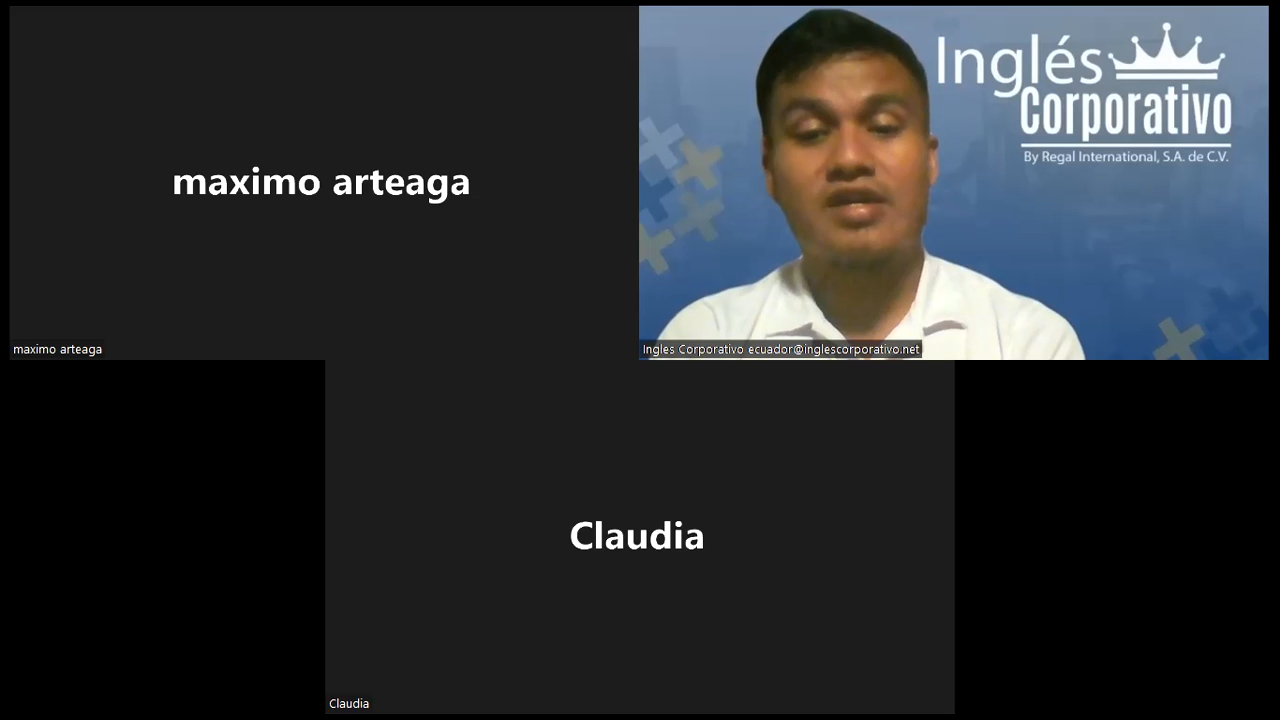 maximo arteaga
maximo arteaga
Inglés
Corporativo
By Regal International, S.A. de C.V.
Ingles Corporativo ecuador@inglescorporativo.net
Claudia
Claudia